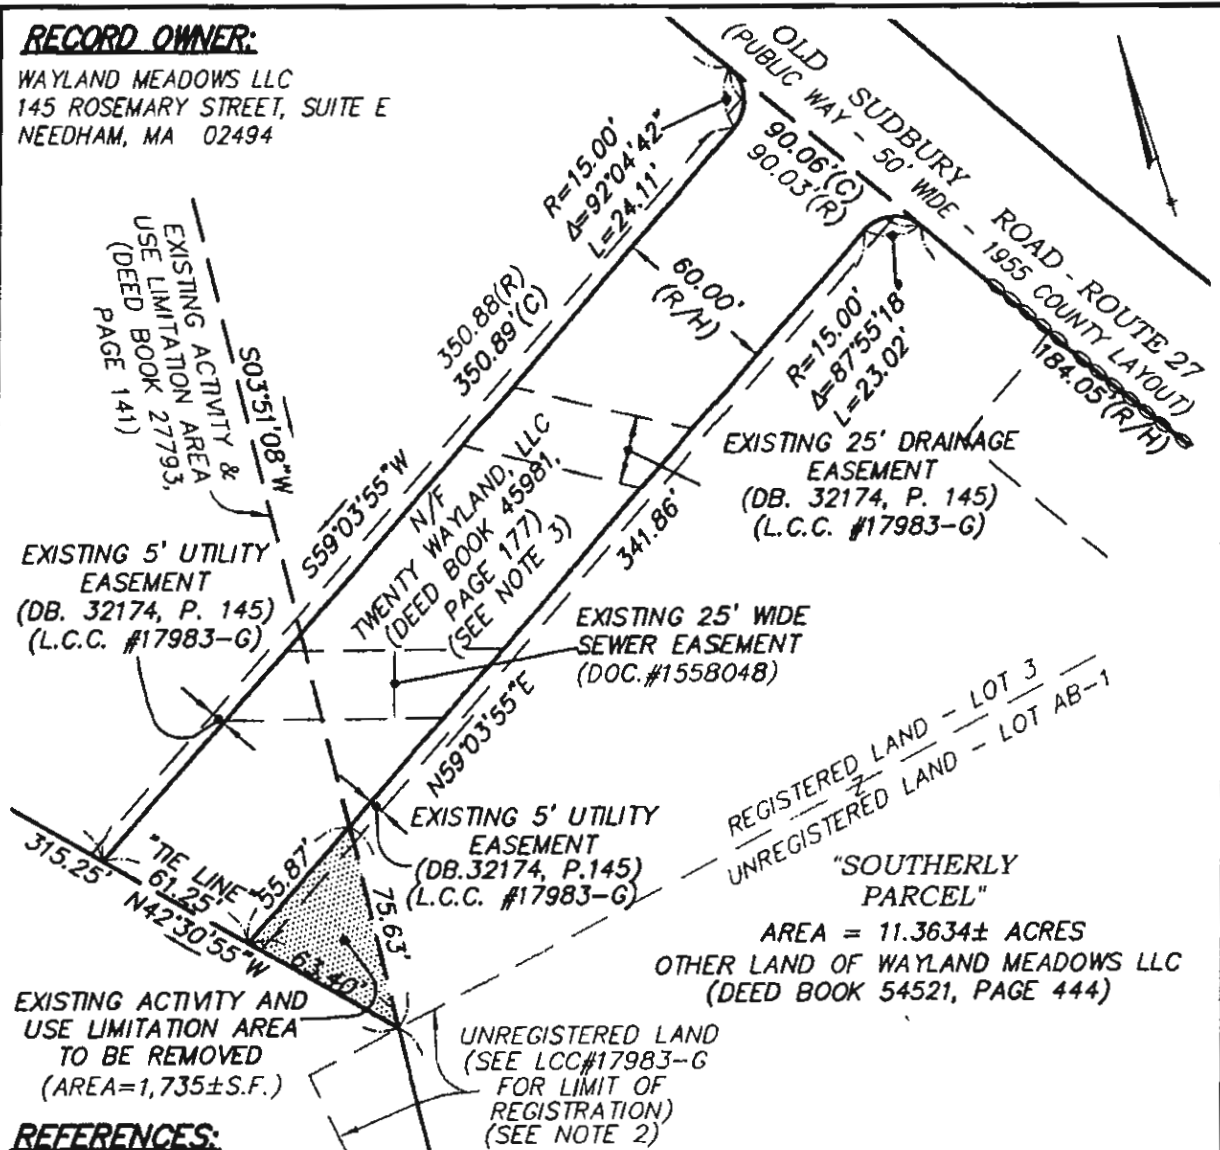 RECORD OWNER:
WAYLAND MEADOWS LLC
145 ROSEMARY STREET, SUITE E
NEEDHAM, MA 02494
OLD SUDBURY ROAD - ROUTE 27
(PUBLIC WAY - 50' WIDE - 1955 COUNTY LAYOUT)
R=15.00'
Δ=92°04'42"
L=24.11'
90.06'(C)
90.03'(R)
184.05'(R/H)
60.00'
(R/H)
R=15.00'
Δ=87°55'18"
L=23.02'
350.88(R)
350.89'(C)
EXISTING ACTIVITY &
USE LIMITATION AREA
(DEED BOOK 27793,
PAGE 141)
S03°51'08"W
S59°03'55"W
N/F
TWENTY WAYLAND, LLC
(DEED BOOK 45981,
PAGE 177)
(SEE NOTE 3)
341.86'
EXISTING 25' DRAINAGE
EASEMENT
(DB. 32174, P. 145)
(L.C.C. #17983-G)
EXISTING 5' UTILITY
EASEMENT
(DB. 32174, P. 145)
(L.C.C. #17983-G)
EXISTING 25' WIDE
SEWER EASEMENT
(DOC.#1558048)
N59°03'55"E
REGISTERED LAND - LOT 3
Z
UNREGISTERED LAND - LOT AB-1
EXISTING 5' UTILITY
EASEMENT
(DB.32174, P.145)
(L.C.C. #17983-G)
315.25'
"TIE LINE"
61.25'
N42°30'55"W
55.87'
75.63'
63.40'
"SOUTHERLY
PARCEL"
AREA = 11.3634± ACRES
OTHER LAND OF WAYLAND MEADOWS LLC
(DEED BOOK 54521, PAGE 444)
EXISTING ACTIVITY AND
USE LIMITATION AREA
TO BE REMOVED
(AREA=1,735±S.F.)
UNREGISTERED LAND
(SEE LCC#17983-G
FOR LIMIT OF
REGISTRATION)
(SEE NOTE 2)
REFERENCES: